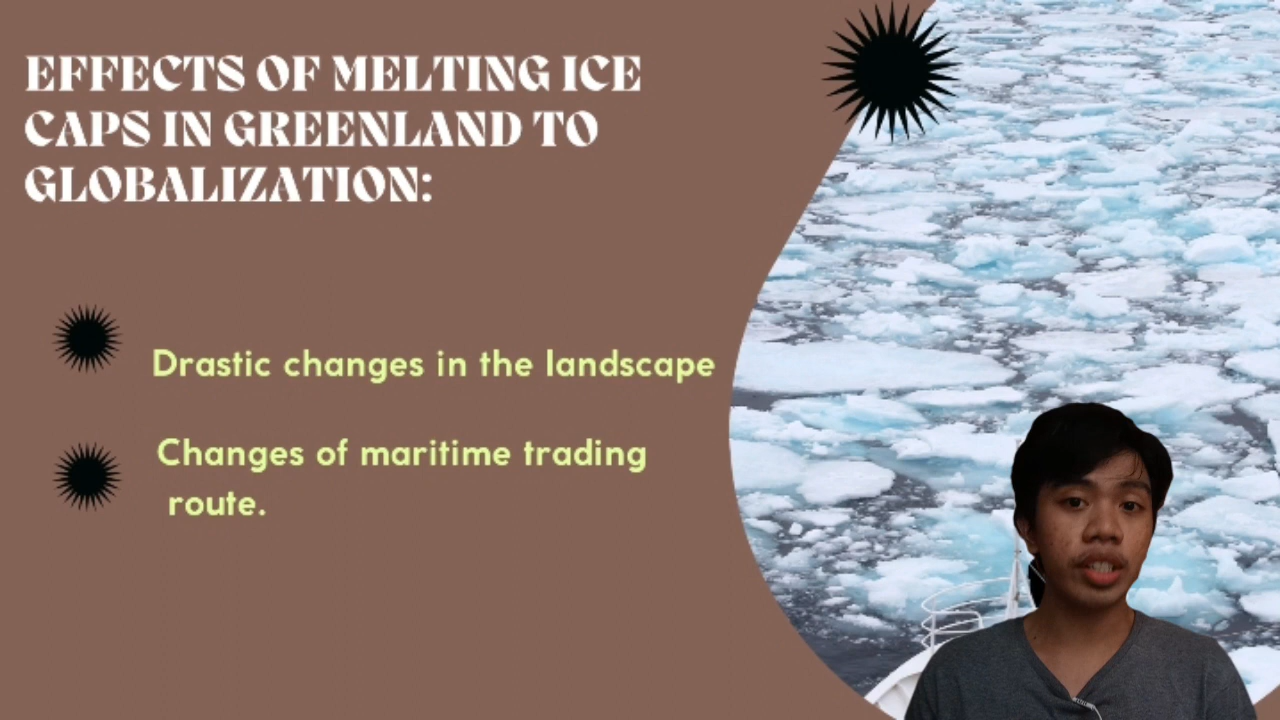 EFFECTS OF MELTING ICE
CAPS IN GREENLAND TO
GLOBALIZATION:
Drastic changes in the landscape
Changes of maritime trading
route.